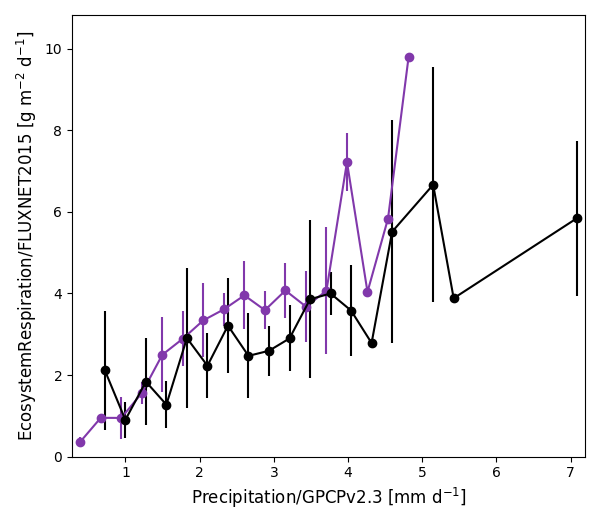 EcosystemRespiration/FLUXNET2015 [g m⁻² d⁻¹]
10
8
6
4
2
0
1 2 3 4 5 6 7
Precipitation/GPCPv2.3 [mm d⁻¹]